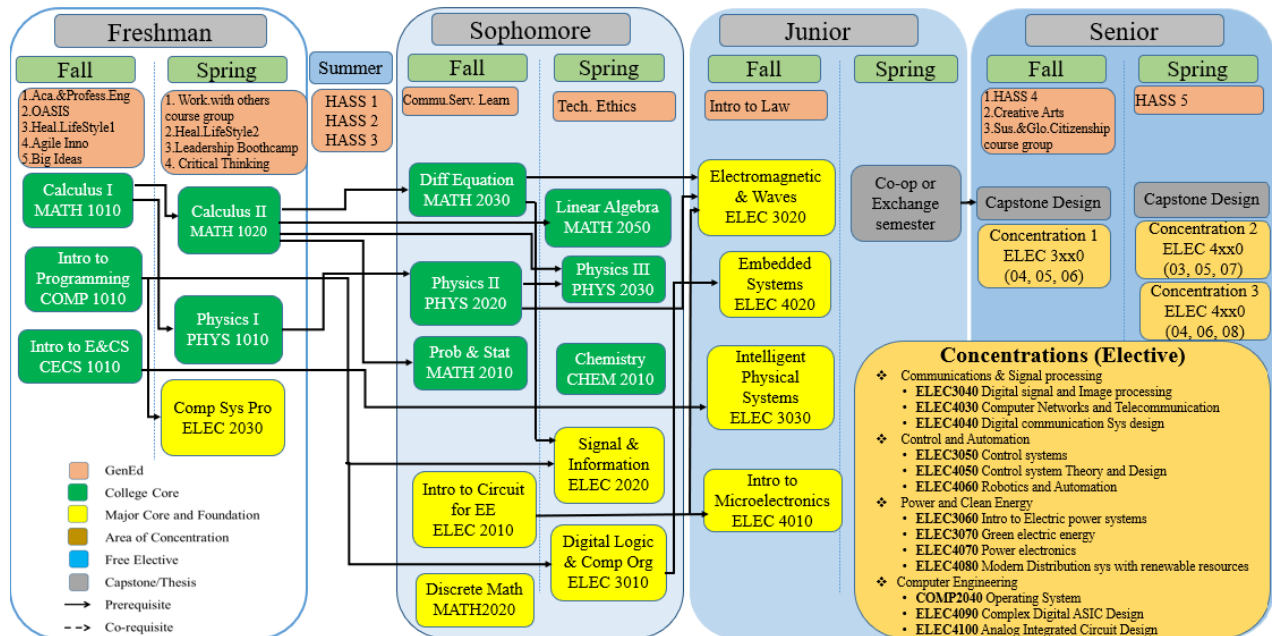 Freshman
Fall
Spring
1.Aca.&Profess.Eng
2.OASIS
3.Heal.LifeStyle1
4.Agile Inno
5.Big Ideas
1. Work.with others
course group
2.Heal.LifeStyle2
3.Leadership Boothcamp
4. Critical Thinking
Calculus I
MATH 1010
Calculus II
MATH 1020
Intro to
Programming
COMP 1010
Physics I
PHYS 1010
Intro to E&CS
CECS 1010
Comp Sys Pro
ELEC 2030
GenEd
College Core
Major Core and Foundation
Area of Concentration
Free Elective
Capstone/Thesis
Prerequisite
Co-requisite
Summer
HASS 1
HASS 2
HASS 3
Sophomore
Fall
Spring
Commu.Serv. Learn
Tech. Ethics
Diff Equation
MATH 2030
Linear Algebra
MATH 2050
Physics II
PHYS 2020
Physics III
PHYS 2030
Prob & Stat
MATH 2010
Chemistry
CHEM 2010
Signal &
Information
ELEC 2020
Intro to Circuit
for EE
ELEC 2010
Digital Logic
& Comp Org
ELEC 3010
Discrete Math
MATH2020
Junior
Fall
Spring
Intro to Law
Electromagnetic
& Waves
ELEC 3020
Embedded
Systems
ELEC 4020
Intelligent
Physical
Systems
ELEC 3030
Intro to
Microelectronics
ELEC 4010
Co-op or
Exchange
semester
Senior
Fall
Spring
1.HASS 4
2.Creative Arts
3.Sus.&Glo.Citizenship
course group
HASS 5
Capstone Design
Capstone Design
Concentration 1
ELEC 3xx0
(04, 05, 06)
Concentration 2
ELEC 4xx0
(03, 05, 07)
Concentration 3
ELEC 4xx0
(04, 06, 08)
Concentrations (Elective)
❖ Communications & Signal processing
• ELEC3040 Digital signal and Image processing
• ELEC4030 Computer Networks and Telecommunication
• ELEC4040 Digital communication Sys design
❖ Control and Automation
• ELEC3050 Control systems
• ELEC4050 Control system Theory and Design
• ELEC4060 Robotics and Automation
❖ Power and Clean Energy
• ELEC3060 Intro to Electric power systems
• ELEC3070 Green electric energy
• ELEC4070 Power electronics
• ELEC4080 Modern Distribution sys with renewable resources
❖ Computer Engineering
• COMP2040 Operating System
• ELEC4090 Complex Digital ASIC Design
• ELEC4100 Analog Integrated Circuit Design